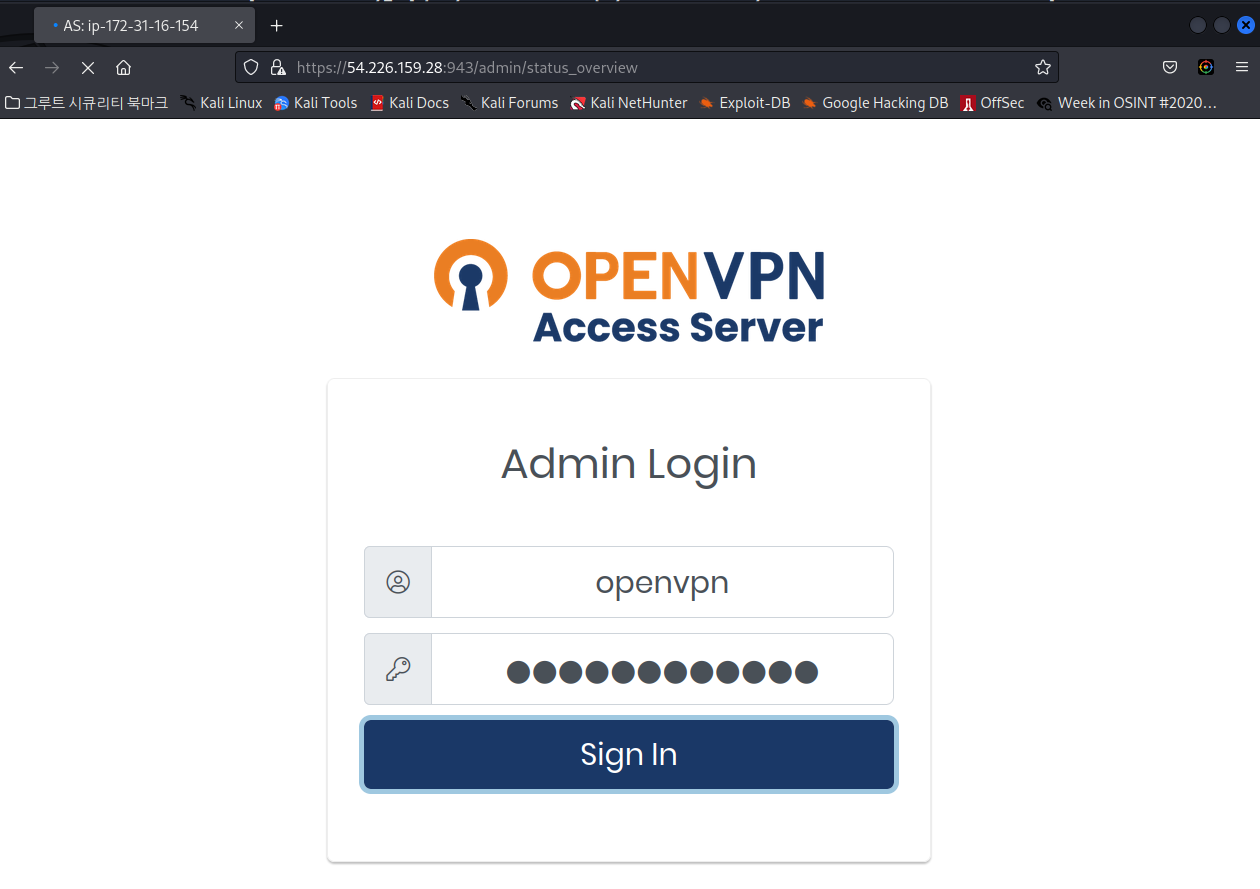 AS: ip-172-31-16-154
https://54.226.159.28:943/admin/status_overview
그루트 시큐리티 북마크 Kali Linux Kali Tools Kali Docs Kali Forums Kali NetHunter Exploit-DB Google Hacking DB OffSec Week in OSINT #2020…
OPENVPN
Access Server
Admin Login
openvpn
●●●●●●●●●●●●
Sign In